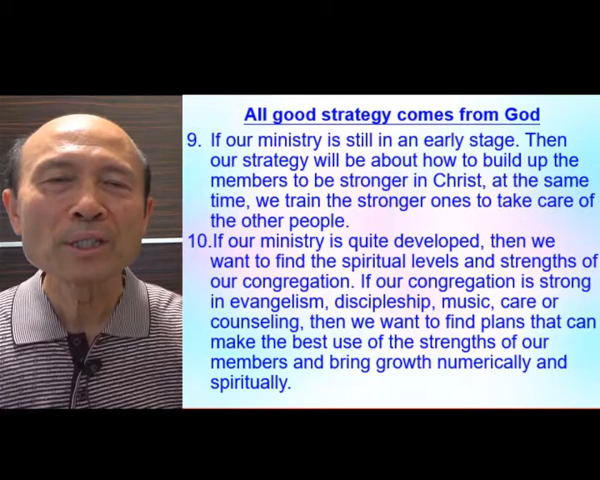 All good strategy comes from God
9. If our ministry is still in an early stage. Then
our strategy will be about how to build up the
members to be stronger in Christ, at the same
time, we train the stronger ones to take care of
the other people.
10.If our ministry is quite developed, then we
want to find the spiritual levels and strengths of
our congregation. If our congregation is strong
in evangelism, discipleship, music, care or
counseling, then we want to find plans that can
make the best use of the strengths of our
members and bring growth numerically and
spiritually.